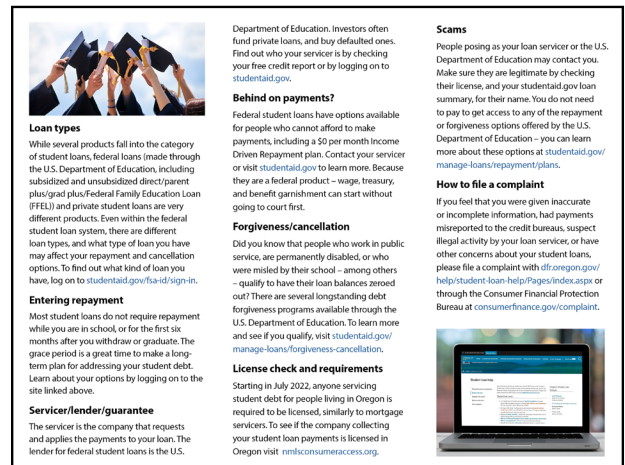 Loan types
While several products fall into the category
of student loans, federal loans (made through
the U.S. Department of Education, including
subsidized and unsubsidized direct/parent
plus/grad plus/Federal Family Education Loan
(FFEL)) and private student loans are very
different products. Even within the federal
student loan system, there are different
loan types, and what type of loan you have
may affect your repayment and cancellation
options. To find out what kind of loan you
have, log on to studentaid.gov/fsa-id/sign-in.
Entering repayment
Most student loans do not require repayment
while you are in school, or for the first six
months after you withdraw or graduate. The
grace period is a great time to make a long-
term plan for addressing your student debt.
Learn about your options by logging on to the
site linked above.
Servicer/lender/guarantee
The servicer is the company that requests
and applies the payments to your loan. The
lender for federal student loans is the U.S.
Department of Education. Investors often
fund private loans, and buy defaulted ones.
Find out who your servicer is by checking
your free credit report or by logging on to
studentaid.gov.
Behind on payments?
Federal student loans have options available
for people who cannot afford to make
payments, including a $0 per month Income
Driven Repayment plan. Contact your servicer
or visit studentaid.gov to learn more. Because
they are a federal product – wage, treasury,
and benefit garnishment can start without
going to court first.
Forgiveness/cancellation
Did you know that people who work in public
service, are permanently disabled, or who
were misled by their school – among others
– qualify to have their loan balances zeroed
out? There are several longstanding debt
forgiveness programs available through the
U.S. Department of Education. To learn more
and see if you qualify, visit studentaid.gov/
manage-loans/forgiveness-cancellation.
License check and requirements
Starting in July 2022, anyone servicing
student debt for people living in Oregon is
required to be licensed, similarly to mortgage
servicers. To see if the company collecting
your student loan payments is licensed in
Oregon visit nmlsconsumeraccess.org.
Scams
People posing as your loan servicer or the U.S.
Department of Education may contact you.
Make sure they are legitimate by checking
their license, and your studentaid.gov loan
summary, for their name. You do not need
to pay to get access to any of the repayment
or forgiveness options offered by the U.S.
Department of Education – you can learn
more about these options at studentaid.gov/
manage-loans/repayment/plans.
How to file a complaint
If you feel that you were given inaccurate
or incomplete information, had payments
misreported to the credit bureaus, suspect
illegal activity by your loan servicer, or have
other concerns about your student loans,
please file a complaint with dfr.oregon.gov/
help/student-loan-help/Pages/index.aspx or
through the Consumer Financial Protection
Bureau at consumerfinance.gov/complaint.